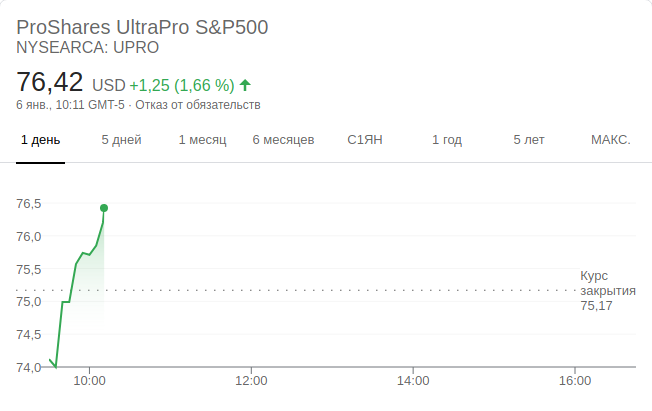 ProShares UltraPro S&P500
NYSEARCA: UPRO
76,42 USD +1,25 (1,66 %)
6 янв., 10:11 GMT-5 · Отказ от обязательств
1 день 5 дней 1 месяц 6 месяцев С1ЯН 1 год 5 лет МАКС.
76,5
76,0
75,5
75,0
74,5
74,0
Курс
закрытия
75,17
10:00 12:00 14:00 16:00